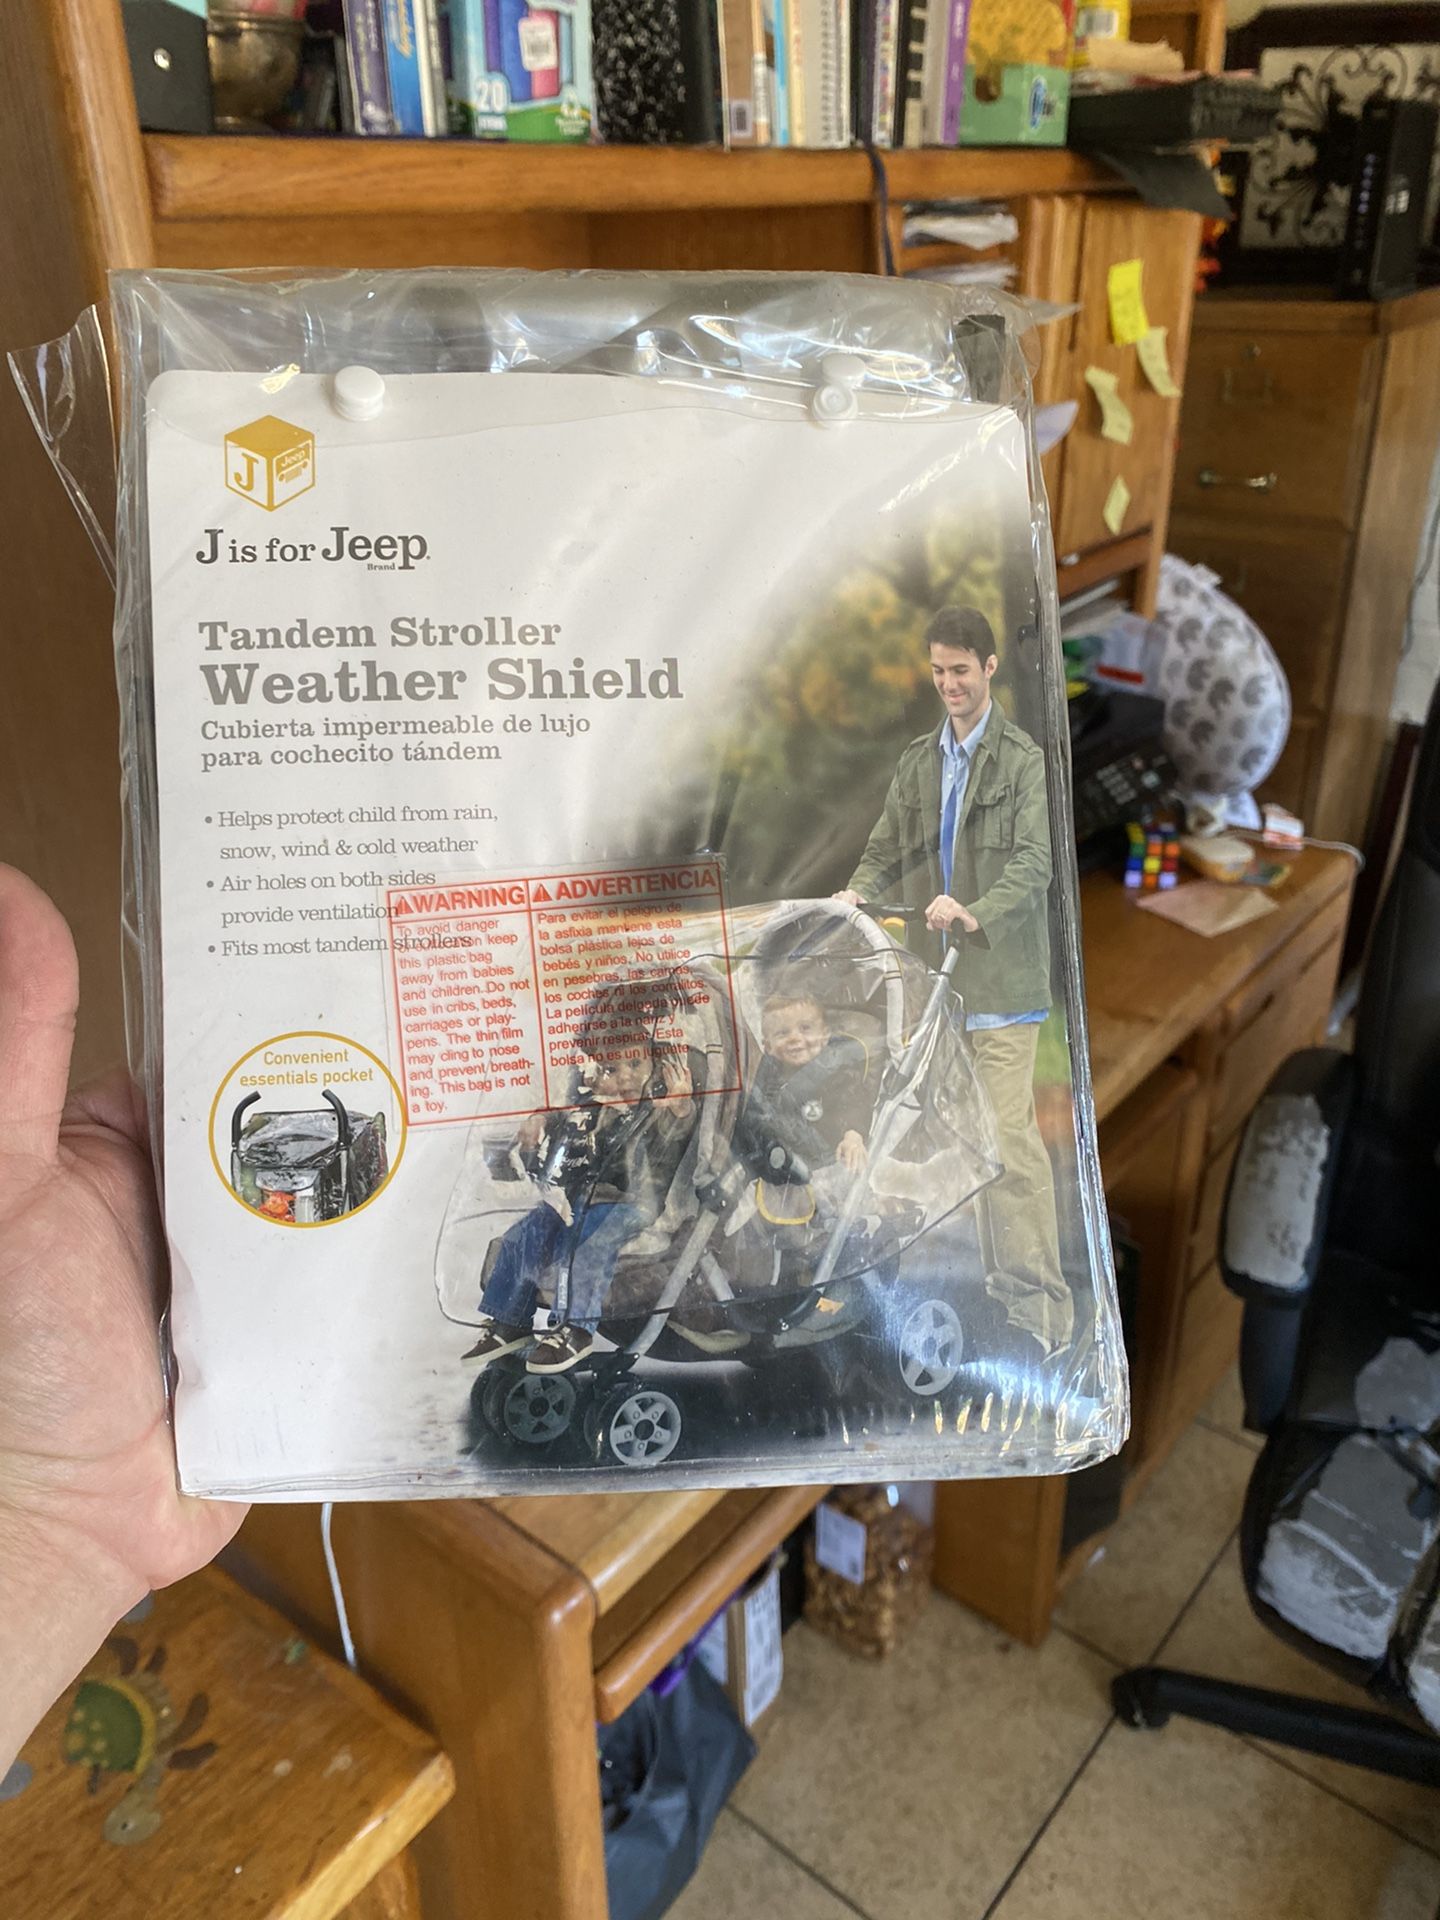 20
J
Jeep
J is for Jeep
Brand
Tandem Stroller
Weather Shield
Cubierta impermeable de lujo
para cochecito tándem
• Helps protect child from rain,
snow, wind & cold weather
• Air holes on both sides
provide ventilation
• Fits most tandem strollers
Convenient
essentials pocket
WARNING
To avoid danger
keep
this plastic bag
away from babies
and children. Do not
use in cribs, beds,
carriages or play-
pens. The thin film
may cling to nose
and prevent breath-
ing. This bag is not
a toy.
ADVERTENCIA
Para evitar el peligro de
la asfixia mantiene esta
bolsa plástica lejos de
bebés y niños. No utilice
en pesebres, las camas,
los coches ni los corralitos.
La película delgada puede
adherirse a la nariz y
prevenir respirar. Esta
bolsa no es un juguete.